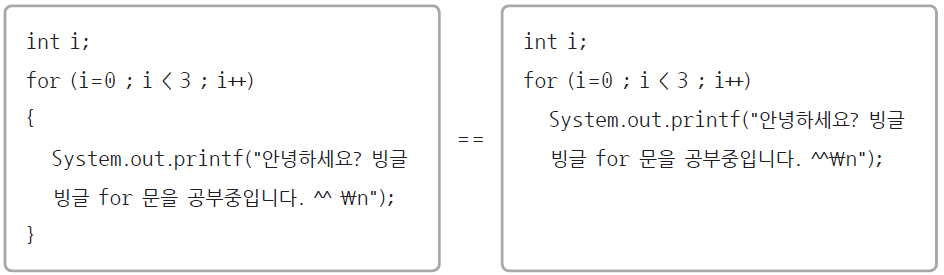 int i;
for (i=0 ; i < 3 ; i++)
{
System.out.printf("안녕하세요? 빙글
빙글 for 문을 공부중입니다. ^^ ₩n");
}
==
int i;
for (i=0 ; i < 3 ; i++)
System.out.printf("안녕하세요? 빙글
빙글 for 문을 공부중입니다. ^^₩n");